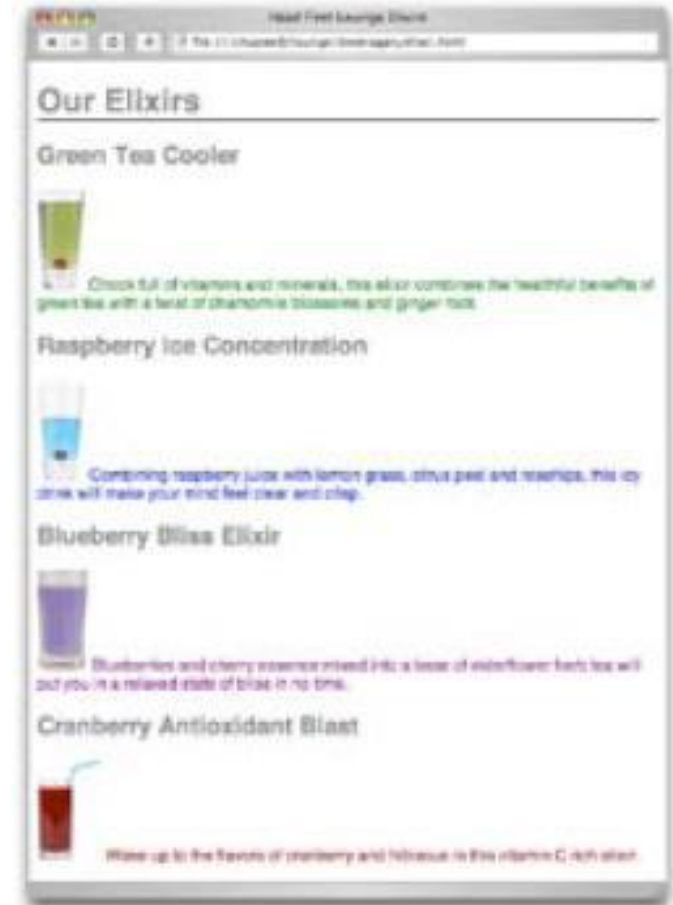 Head First Lounge Elixirs
Our Elixirs
Green Tea Cooler
Chock full of vitamins and minerals, this elixir combines the healthful benefits of
green tea with a twist of chamomile blossoms and ginger root.
Raspberry Ice Concentration
Combining raspberry juice with lemon grass, citrus peel and rosehips, this icy
drink will make your mind feel clear and crisp.
Blueberry Bliss Elixir
Blueberries and cherry essence mixed into a base of elderflower herb tea will
put you in a relaxed state of bliss in no time.
Cranberry Antioxidant Blast
Wake up to the flavors of cranberry and hibiscus in this vitamin C rich elixir.